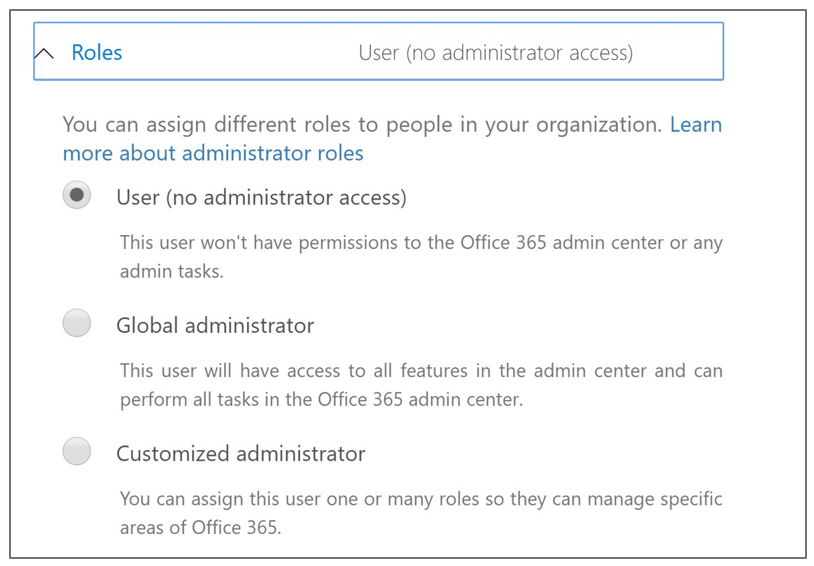 Roles User (no administrator access)
You can assign different roles to people in your organization. Learn
more about administrator roles
User (no administrator access)
This user won't have permissions to the Office 365 admin center or any
admin tasks.
Global administrator
This user will have access to all features in the admin center and can
perform all tasks in the Office 365 admin center.
Customized administrator
You can assign this user one or many roles so they can manage specific
areas of Office 365.